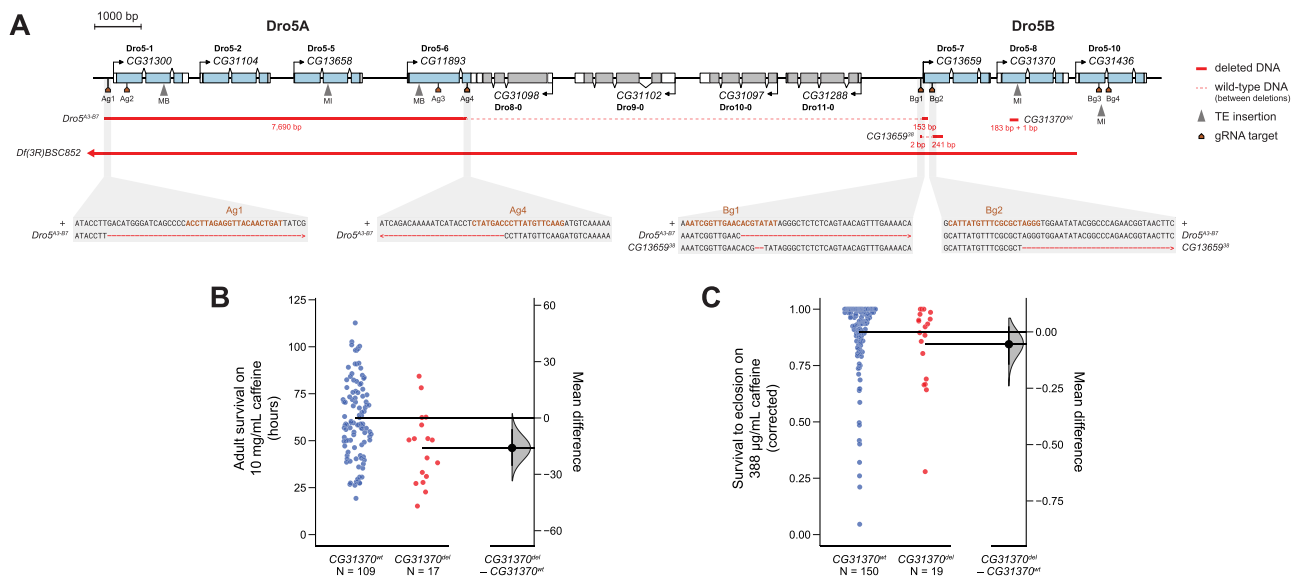 A
1000 bp
Dro5A
Dro5B
Dro5-1
CG31300
Dro5-2
CG31104
Dro5-5
CG13658
Dro5-6
CG11893
Dro5-7
CG13659
Dro5-8
CG31370
Dro5-10
CG31436
CG31098
Dro8-0
CG31102
Dro9-0
CG31097
Dro10-0
CG31288
Dro11-0
Ag1
Ag2
MB
MI
MB
Ag3
Ag4
Bg1
Bg2
MI
Bg3
Bg4
MI
deleted DNA
wild-type DNA
(between deletions)
TE insertion
gRNA target
Dro5A3-B7
7,690 bp
153 bp
CG31370del
183 bp + 1 bp
CG1365938
2 bp
241 bp
Df(3R)BSC852
Ag1
+ ATACCTTGACATGGGATCAGCCCCACCTTAGAGGTTACAACTGATTATCG
Dro5A3-B7 ATACCTT
Ag4
+ ATCAGACAAAAATCATACCTCTATGACCCTTATGTTCAAGATGTCAAAAA
Dro5A3-B7 CCTTATGTTCAAGATGTCAAAAA
Bg1
+ AAATCGGTTGAACACGTATATAGGGCTCTCTCAGTAACAGTTTGAAAACA
Dro5A3-B7 AAATCGGTTGAAC
CG1365938 AAATCGGTTGAACACG--TATAGGGCTCTCTCAGTAACAGTTTGAAAACA
Bg2
GCATTATGTTTCGCGCTAGGGTGGAATATACGGCCCAGAACGGTAACTTC +
GCATTATGTTTCGCGCTAGGGTGGAATATACGGCCCAGAACGGTAACTTC Dro5A3-B7
GCATTATGTTTCGCGCT CG1365938
B
Adult survival on
10 mg/mL caffeine
(hours)
125
100
75
50
25
0
60
30
0
−30
−60
Mean difference
CG31370wt
N = 109
CG31370del
N = 17
CG31370del
− CG31370wt
C
Survival to eclosion on
388 µg/mL caffeine
(corrected)
1.00
0.75
0.50
0.25
0.00
0.00
−0.25
−0.50
−0.75
Mean difference
CG31370wt
N = 150
CG31370del
N = 19
CG31370del
− CG31370wt